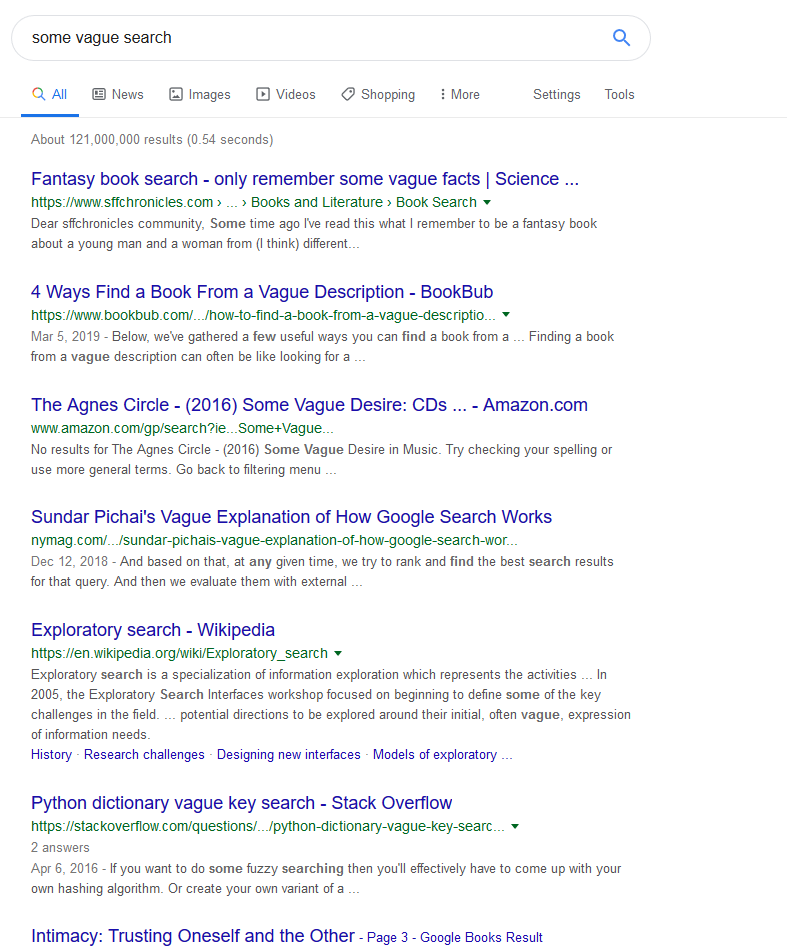 some vague search
All News Images Videos Shopping More Settings Tools
About 121,000,000 results (0.54 seconds)
Fantasy book search - only remember some vague facts | Science ...
https://www.sffchronicles.com › ... › Books and Literature › Book Search
Dear sffchronicles community, Some time ago I've read this what I remember to be a fantasy book
about a young man and a woman from (I think) different...
4 Ways Find a Book From a Vague Description - BookBub
https://www.bookbub.com/.../how-to-find-a-book-from-a-vague-descriptio...
Mar 5, 2019 - Below, we've gathered a few useful ways you can find a book from a ... Finding a book
from a vague description can often be like looking for a ...
The Agnes Circle - (2016) Some Vague Desire: CDs ... - Amazon.com
www.amazon.com/gp/search?ie...Some+Vague...
No results for The Agnes Circle - (2016) Some Vague Desire in Music. Try checking your spelling or
use more general terms. Go back to filtering menu ...
Sundar Pichai's Vague Explanation of How Google Search Works
nymag.com/.../sundar-pichais-vague-explanation-of-how-google-search-wor...
Dec 12, 2018 - And based on that, at any given time, we try to rank and find the best search results
for that query. And then we evaluate them with external ...
Exploratory search - Wikipedia
https://en.wikipedia.org/wiki/Exploratory_search
Exploratory search is a specialization of information exploration which represents the activities ... In
2005, the Exploratory Search Interfaces workshop focused on beginning to define some of the key
challenges in the field. ... potential directions to be explored around their initial, often vague, expression
of information needs.
History · Research challenges · Designing new interfaces · Models of exploratory ...
Python dictionary vague key search - Stack Overflow
https://stackoverflow.com/questions/.../python-dictionary-vague-key-searc...
2 answers
Apr 6, 2016 - If you want to do some fuzzy searching then you'll effectively have to come up with your
own hashing algorithm. Or create your own variant of a ...
Intimacy: Trusting Oneself and the Other - Page 3 - Google Books Result